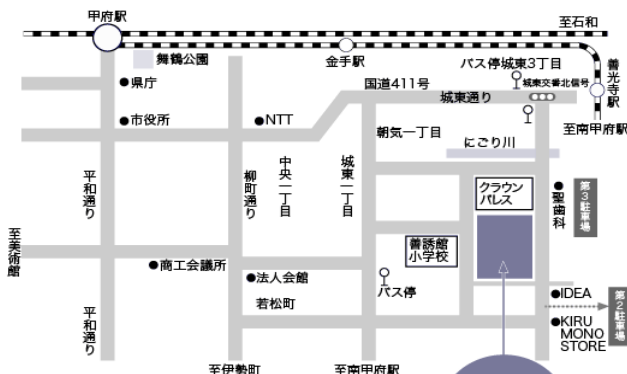 甲府駅
至石和
舞鶴公園
金手駅
バス停城東3丁目
善光寺駅
国道411号
城東交番北信号
県庁
城東通り
市役所
NTT
朝気一丁目
にごり川
至南甲府駅
平和通り
柳町通り
中央一丁目
城東一丁目
クラウン
パレス
聖歯科
第3駐車場
至美術館
善誘館
小学校
商工会議所
法人会館
バス停
若松町
IDEA
第2駐車場
平和通り
KIRU
MONO
STORE
至伊勢町
至南甲府駅